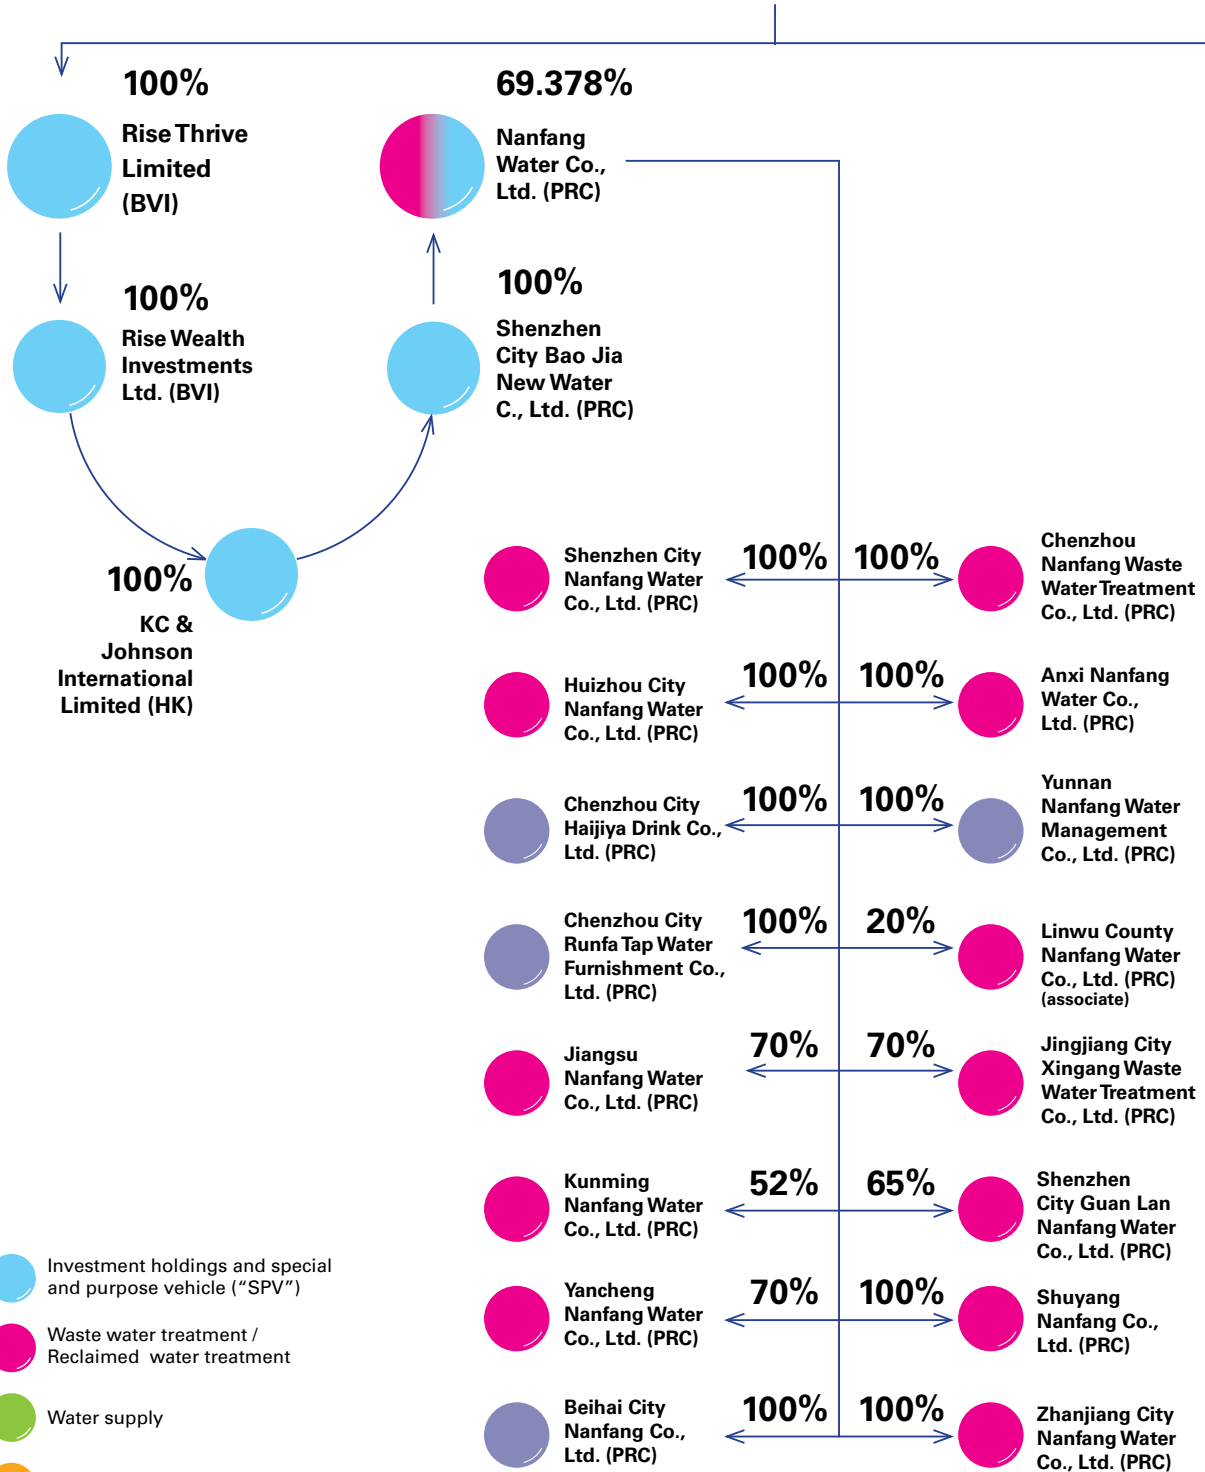 100%
Rise Thrive
Limited
(BVI)
69.378%
Nanfang
Water Co.,
Ltd. (PRC)
100%
Rise Wealth
Investments
Ltd. (BVI)
100%
Shenzhen
City Bao Jia
New Water
C., Ltd. (PRC)
100%
KC &
Johnson
International
Limited (HK)
Shenzhen City
Nanfang Water
Co., Ltd. (PRC)
100%
100%
Chenzhou
Nanfang Waste
Water Treatment
Co., Ltd. (PRC)
Huizhou City
Nanfang Water
Co., Ltd. (PRC)
100%
100%
Anxi Nanfang
Water Co.,
Ltd. (PRC)
Chenzhou City
Haijiya Drink Co.,
Ltd. (PRC)
100%
100%
Yunnan
Nanfang Water
Management
Co., Ltd. (PRC)
Chenzhou City
Runfa Tap Water
Furnishment Co.,
Ltd. (PRC)
100%
20%
Linwu County
Nanfang Water
Co., Ltd. (PRC)
(associate)
Jiangsu
Nanfang Water
Co., Ltd. (PRC)
70%
70%
Jingjiang City
Xingang Waste
Water Treatment
Co., Ltd. (PRC)
Kunming
Nanfang Water
Co., Ltd. (PRC)
52%
65%
Shenzhen
City Guan Lan
Nanfang Water
Co., Ltd. (PRC)
Yancheng
Nanfang Water
Co., Ltd. (PRC)
70%
100%
Shuyang
Nanfang Co.,
Ltd. (PRC)
Beihai City
Nanfang Co.,
Ltd. (PRC)
100%
100%
Zhanjiang City
Nanfang Water
Co., Ltd. (PRC)
Investment holdings and special
and purpose vehicle (“SPV”)
Waste water treatment /
Reclaimed water treatment
Water supply